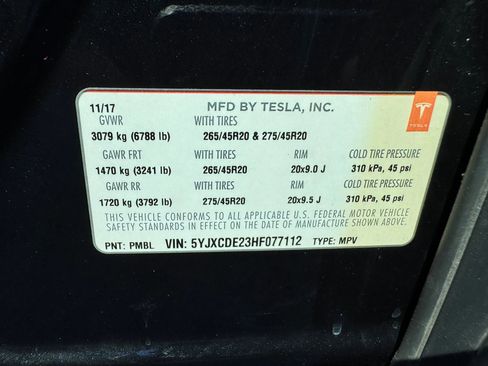 11/17 MFD BY TESLA, INC.
GVWR WITH TIRES
3079 kg (6788 lb) 265/45R20 & 275/45R20
TESLA
GAWR FRT WITH TIRES RIM COLD TIRE PRESSURE
1470 kg (3241 lb) 265/45R20 20x9.0 J 310 kPa, 45 psi
GAWR RR WITH TIRES RIM COLD TIRE PRESSURE
1720 kg (3792 lb) 275/45R20 20x9.5 J 310 kPa, 45 psi
THIS VEHICLE CONFORMS TO ALL APPLICABLE U.S. FEDERAL MOTOR VEHICLE
SAFETY STANDARDS IN EFFECT ON THE DATE OF MANUFACTURE SHOWN ABOVE.
PNT: PMBL VIN: 5YJXCDE23HF077112 TYPE: MPV